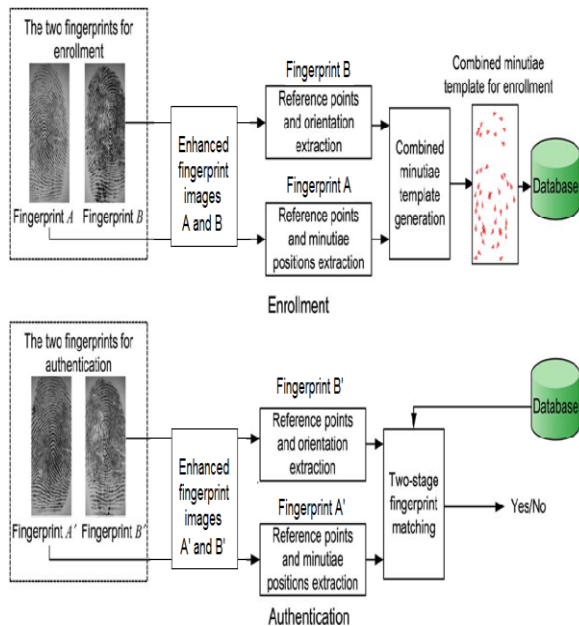 The two fingerprints for
enrollment
Fingerprint A
Fingerprint B
Enhanced
fingerprint
images
A and B
Fingerprint B
Reference points
and orientation
extraction
Fingerprint A
Reference points
and minutiae
positions extraction
Combined
minutiae
template
generation
Combined minutiae
template for enrollment
Database
Enrollment
The two fingerprints for
authentication
Fingerprint A'
Fingerprint B'
Enhanced
fingerprint
images
A' and B'
Fingerprint B'
Reference points
and orientation
extraction
Fingerprint A'
Reference points
and minutiae
positions extraction
Two-stage
fingerprint
matching
Database
Yes/No
Authentication